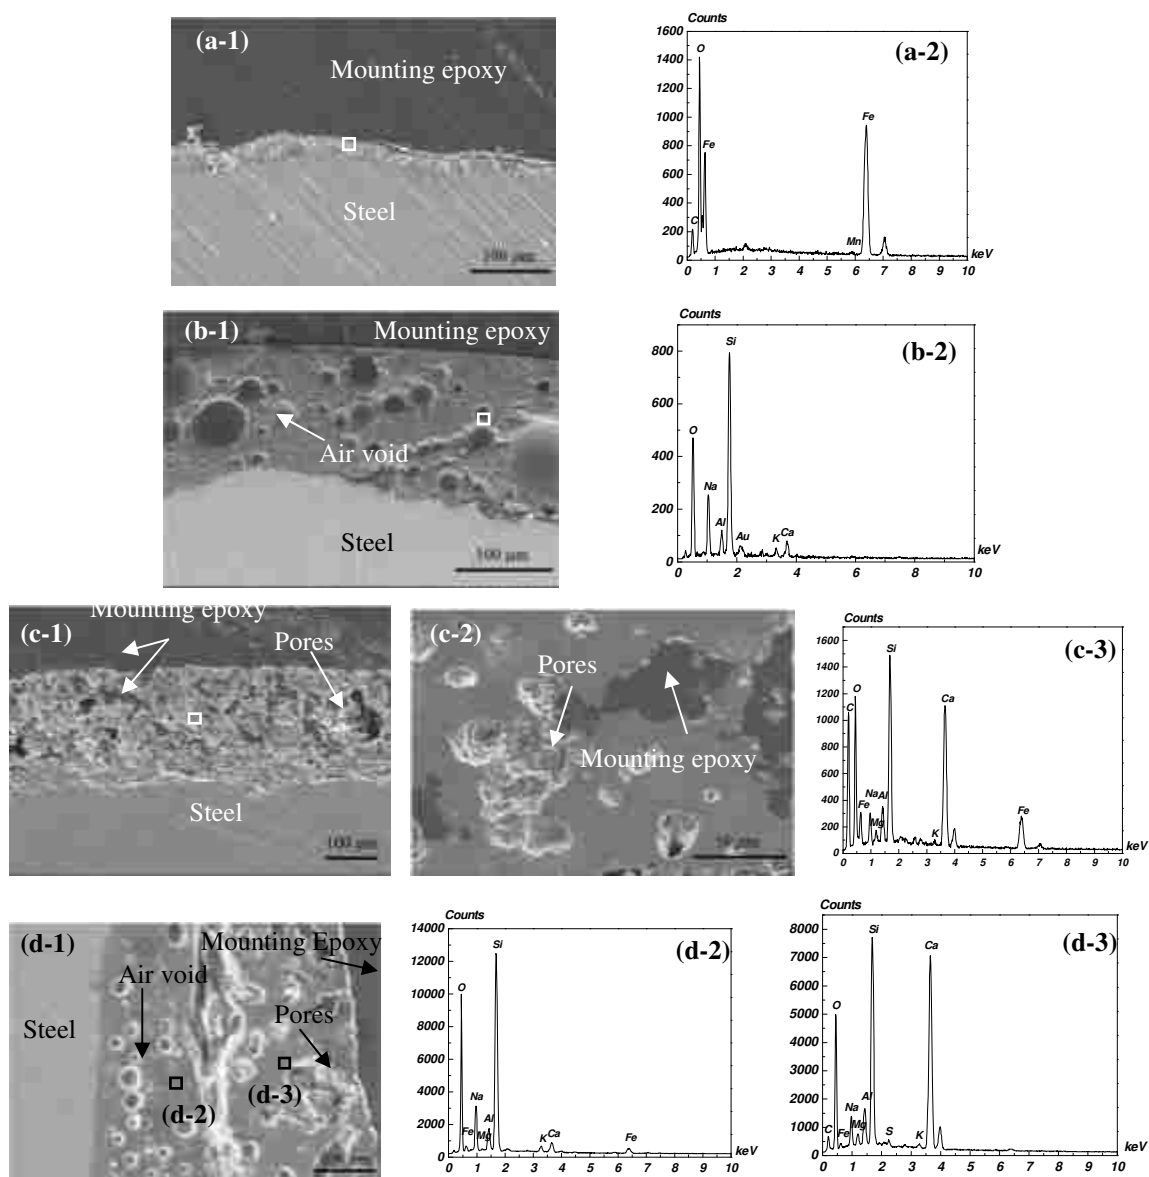 (a-1)
Mounting epoxy
Steel
100 µm
Counts
(a-2)
1600
1400
1200
1000
800
600
400
200
0
O
Fe
C
Mn
Fe
0 1 2 3 4 5 6 7 8 9 10
keV
(b-1)
Mounting epoxy
Air void
Steel
100 µm
Counts
(b-2)
800
600
400
200
0
Si
O
Na
Al
Au
K
Ca
0 2 4 6 8 10
keV
Mounting epoxy
(c-1)
Pores
Steel
100 µm
(c-2)
Pores
Mounting epoxy
Counts
(c-3)
1600
1400
1200
1000
800
600
400
200
0
C
O
Fe
Na
Mg
Al
Si
K
Ca
Fe
0 1 2 3 4 5 6 7 8 9 10
keV
(d-1)
Mounting Epoxy
Air void
Pores
Steel
(d-2)
(d-3)
Counts
(d-2)
14000
12000
10000
8000
6000
4000
2000
0
O
Fe
Na
Mg
Al
Si
K
Ca
Fe
0 1 2 3 4 5 6 7 8 9 10
keV
Counts
(d-3)
8000
7000
6000
5000
4000
3000
2000
1000
0
C
O
Fe
Na
Mg
Al
Si
S
K
Ca
0 1 2 3 4 5 6 7 8 9 10
keV